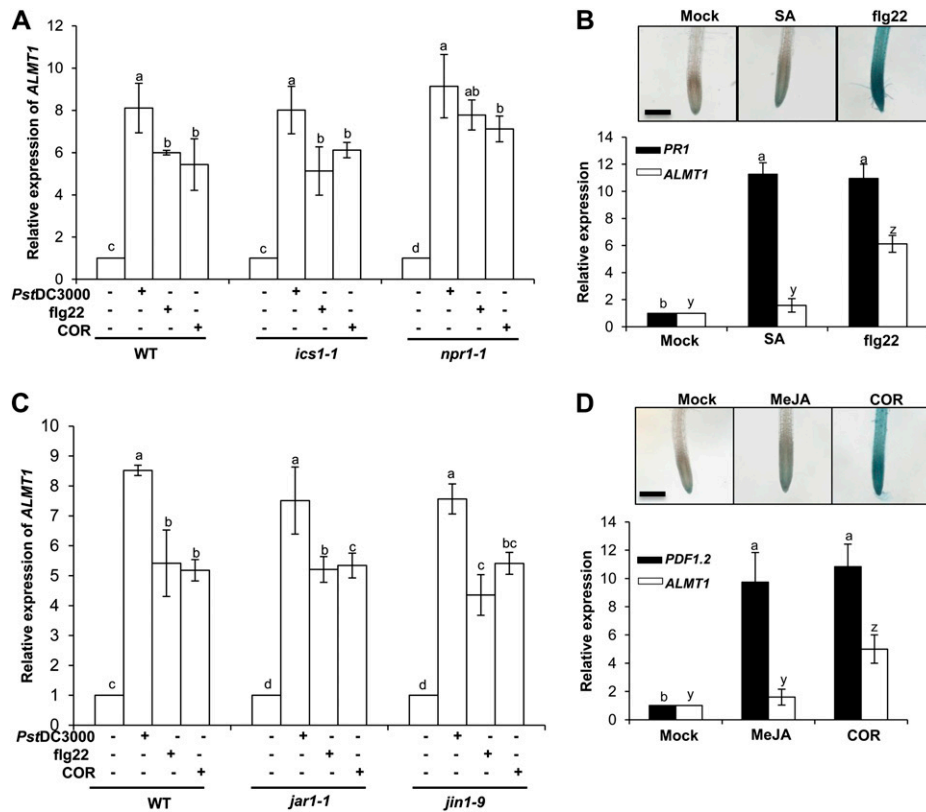 A
Relative expression of ALMT1
12
10
8
6
4
2
0
c a b b c a b b d a ab b
PstDC3000 - + - - - + - - - + - -
flg22 - - + - - - + - - - + -
COR - - - + - - - + - - - +
WT ics1-1 npr1-1
B
Mock SA flg22
Relative expression
14
12
10
8
6
4
2
0
PR1
ALMT1
b y a y a z
Mock SA flg22
C
Relative expression of ALMT1
10
9
8
7
6
5
4
3
2
1
0
c a b b d a b c d a c bc
PstDC3000 - + - - - + - - - + - -
flg22 - - + - - - + - - - + -
COR - - - + - - - + - - - +
WT jar1-1 jin1-9
D
Mock MeJA COR
Relative expression
14
12
10
8
6
4
2
0
PDF1.2
ALMT1
b y a y a z
Mock MeJA COR